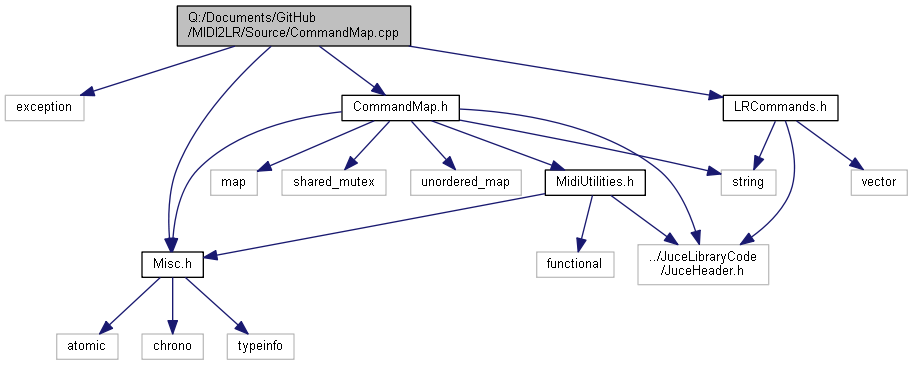 Q:/Documents/GitHub
/MIDI2LR/Source/CommandMap.cpp
exception
CommandMap.h
LRCommands.h
map
shared_mutex
unordered_map
MidiUtilities.h
string
vector
Misc.h
functional
../JuceLibraryCode
/JuceHeader.h
atomic
chrono
typeinfo